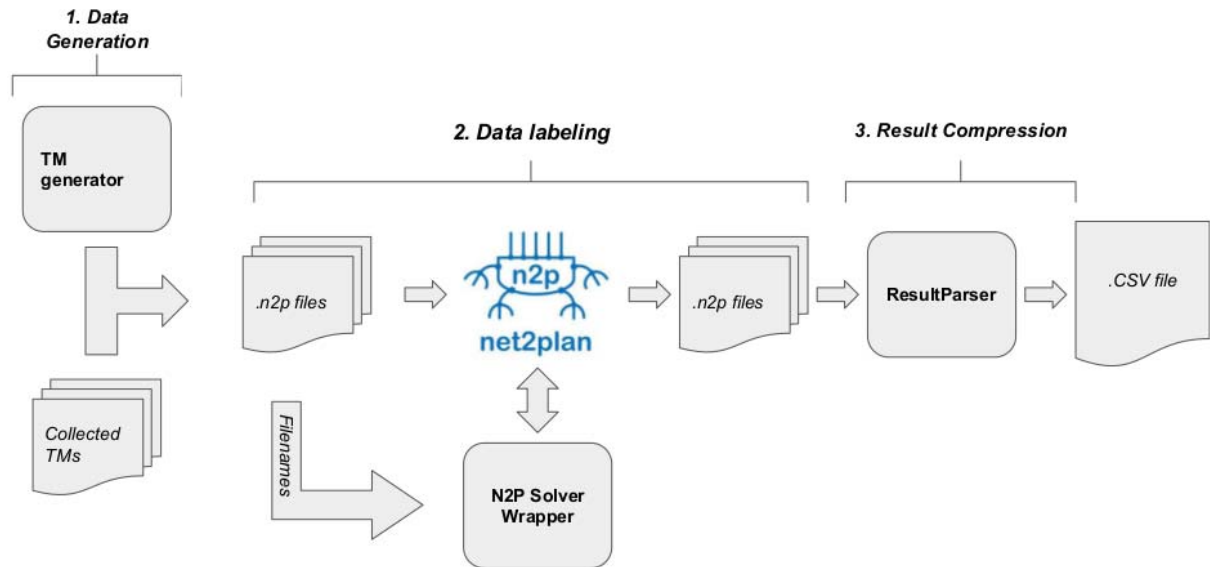 1. Data
Generation
TM
generator
Collected
TMs
2. Data labeling
.n2p files
n2p
net2plan
.n2p files
Filenames
N2P Solver
Wrapper
3. Result Compression
ResultParser
.CSV file